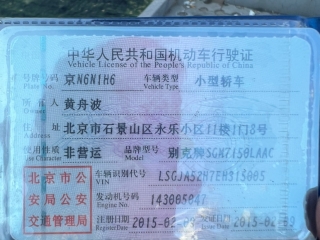 中华人民共和国机动车行驶证
Vehicle License of the People's Republic of China
号牌号码 京N6N1H6 车辆类型 小型轿车
Plate No. Vehicle Type
所有人 黄舟波
Owner
住址 北京市石景山区永乐小区11楼1门8号
Address
使用性质 非营运 品牌型号 别克牌SGM7150LAAC
Use Character Model
北京市公 车辆识别代号 LSGJA52H7EH315005
VIN
安局公安 发动机号码
Engine No.
交通管理局 注册日期 2015-02-09 2015-02-09
Register Date